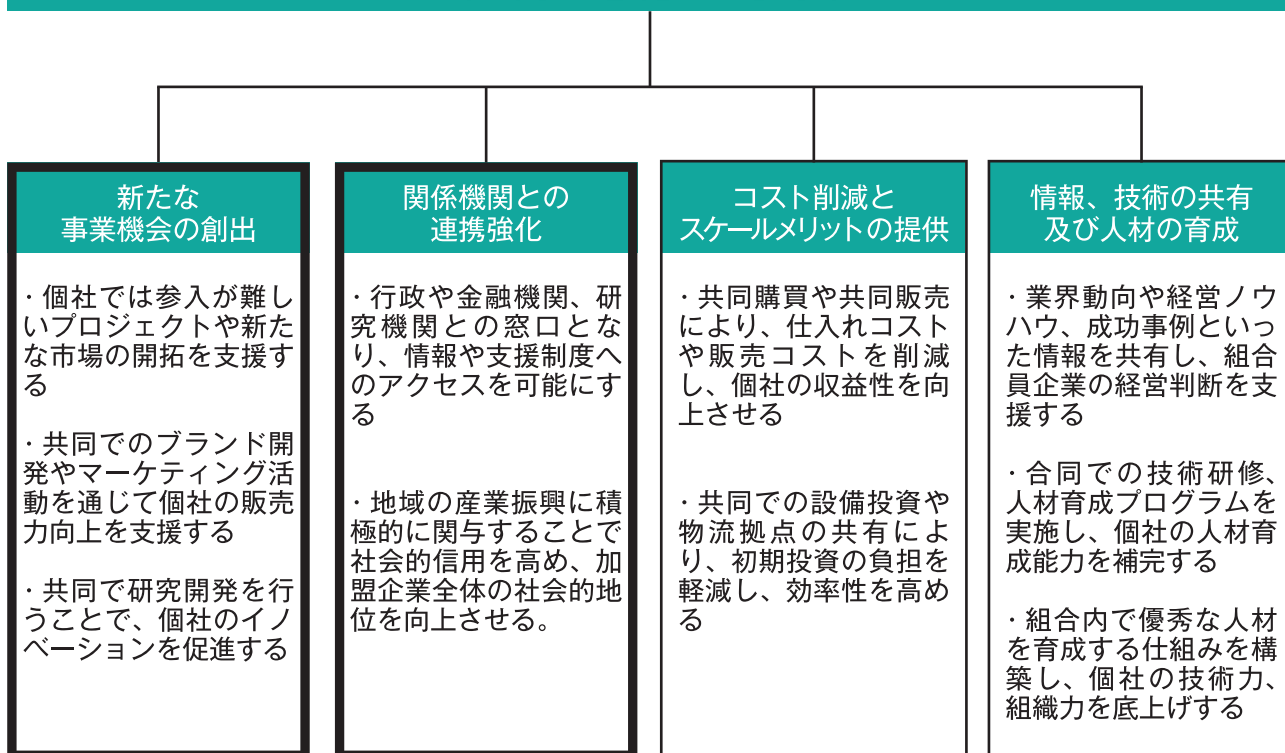 新たな
事業機会の創出
・個社では参入が難し
いプロジェクトや新た
な市場の開拓を支援す
る
・共同でのブランド開
発やマーケティング活
動を通じて個社の販売
力向上を支援する
・共同で研究開発を行
うことで、個社のイノ
ベーションを促進する
関係機関との
連携強化
・行政や金融機関、研
究機関との窓口とな
り、情報や支援制度へ
のアクセスを可能にす
る
・地域の産業振興に積
極的に関与することで
社会的信用を高め、加
盟企業全体の社会的地
位を向上させる。
コスト削減と
スケールメリットの提供
・共同購買や共同販売
により、仕入れコスト
や販売コストを削減
し、個社の収益性を向
上させる
・共同での設備投資や
物流拠点の共有によ
り、初期投資の負担を
軽減し、効率性を高め
る
情報、技術の共有
及び人材の育成
・業界動向や経営ノウ
ハウ、成功事例といっ
た情報を共有し、組合
員企業の経営判断を支
援する
・合同での技術研修、
人材育成プログラムを
実施し、個社の人材育
成能力を補完する
・組合内で優秀な人材
を育成する仕組みを構
築し、個社の技術力、
組織力を底上げする